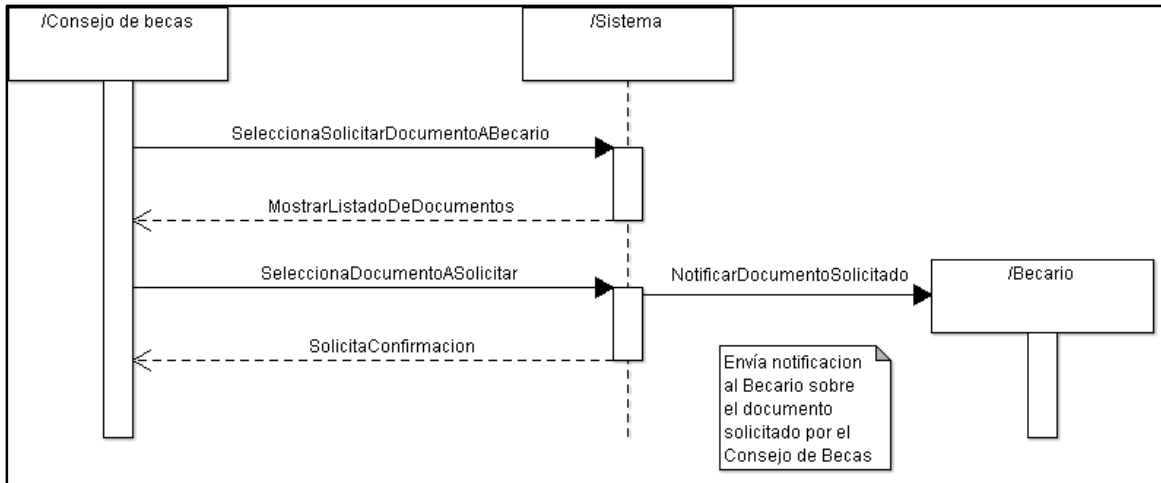 /Consejo de becas
/Sistema
SeleccionaSolicitarDocumentoABecario
MostrarListadoDeDocumentos
SeleccionaDocumentoASolicitar
NotificarDocumentoSolicitado
/Becario
SolicitaConfirmacion
Envía notificacion
al Becario sobre
el documento
solicitado por el
Consejo de Becas